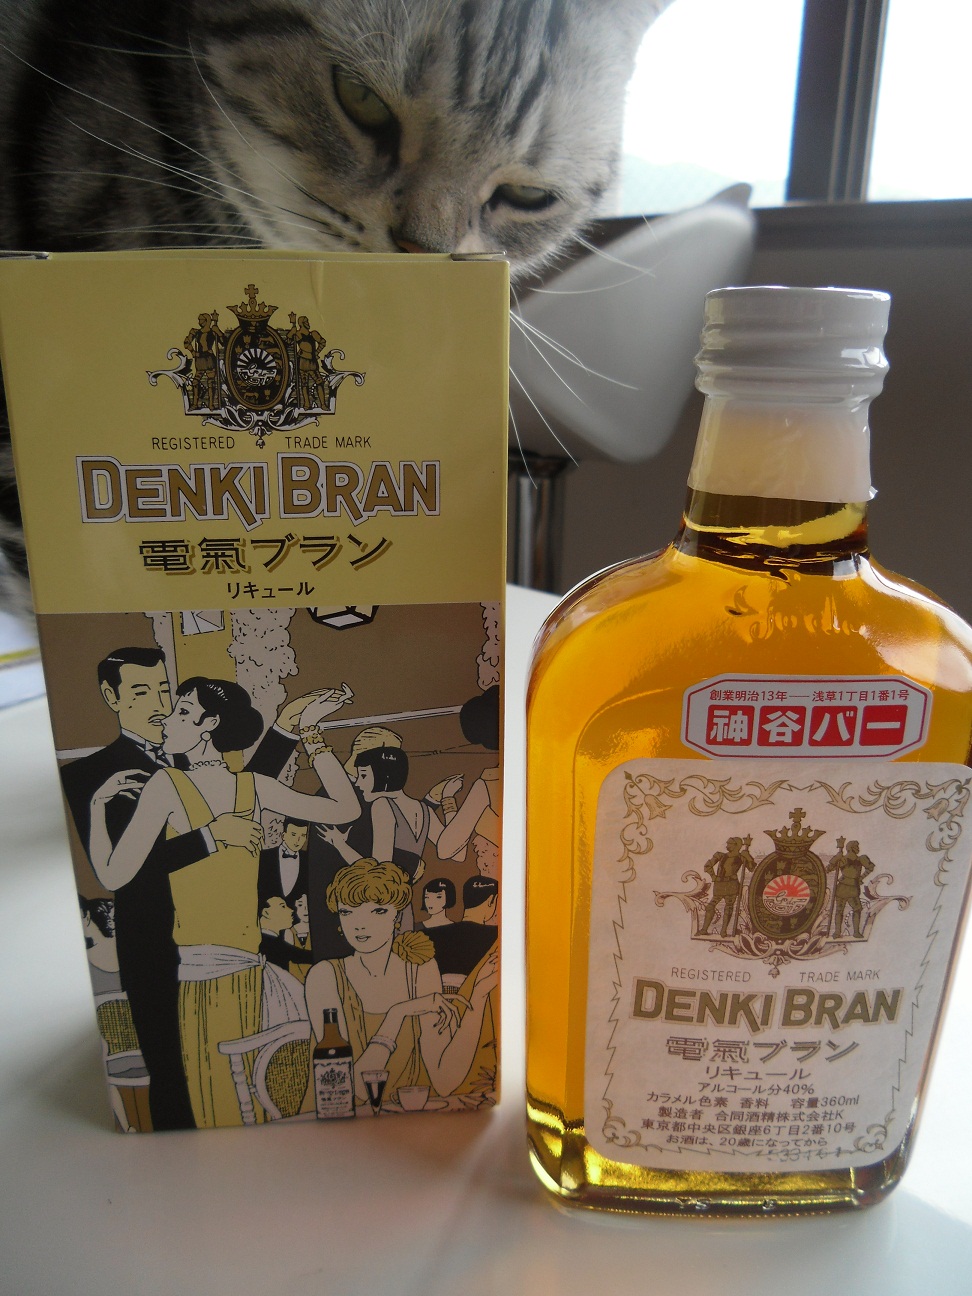 REGISTERED TRADE MARK
DENKI BRAN
電氣ブラン
リキュール
創業明治13年──浅草1丁目1番1号
神谷バー
REGISTERED TRADE MARK
DENKI BRAN
電氣ブラン
リキュール
アルコール分40%
カラメル色素 香料 容量360ml
製造者 合同酒精株式会社K
東京都中央区銀座6丁目2番10号
お酒は、20歳になってから